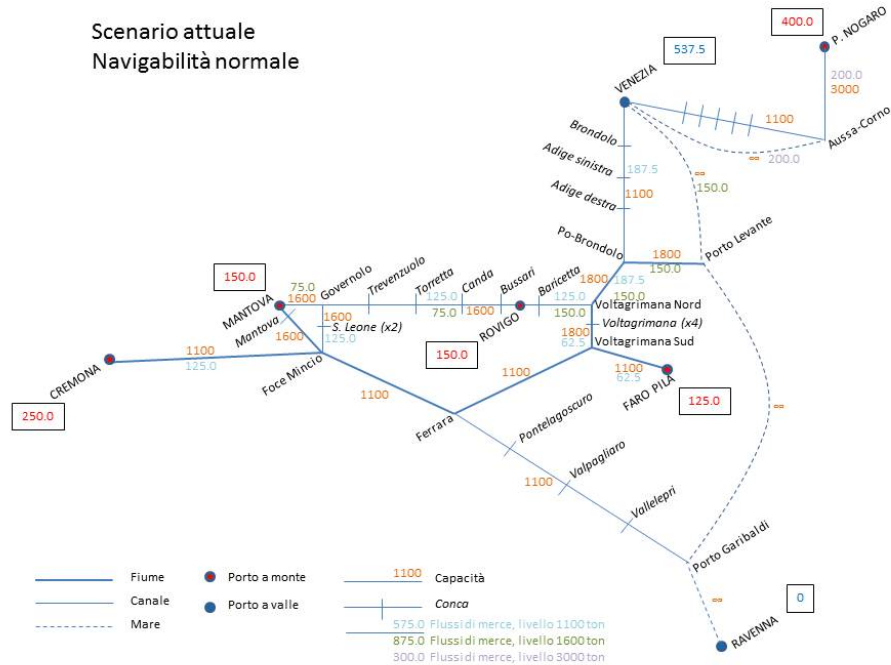 Scenario attuale
Navigabilità normale
400.0
P. NOGARO
537.5
VENEZIA
200.0
3000
1100
Aussa-Corno
∞
200.0
Brondolo
Adige sinistra
187.5
∞
150.0
1100
Adige destra
Po-Brondolo
1800
150.0
Porto Levante
150.0
75.0
1600
MANTOVA
Governolo
Trevenzuolo
Torretta
Canda
Bussari
Baricetta
1800
187.5
150.0
125.0
75.0
1600
125.0
150.0
Voltagrimana Nord
Mantova
1600
1600
S. Leone (x2)
125.0
ROVIGO
150.0
1800
Voltagrimana (x4)
62.5
Voltagrimana Sud
1100
125.0
CREMONA
Foce Mincio
250.0
1100
1100
1100
62.5
FARO PILA
125.0
∞
Ferrara
Pontelagoscuro
Valpagliaro
1100
Vallelepri
Porto Garibaldi
∞
0
RAVENNA
Fiume
Canale
Mare
Porto a monte
Porto a valle
1100
Capacità
Conca
575.0 Flussi di merce, livello 1100 ton
875.0 Flussi di merce, livello 1600 ton
300.0 Flussi di merce, livello 3000 ton